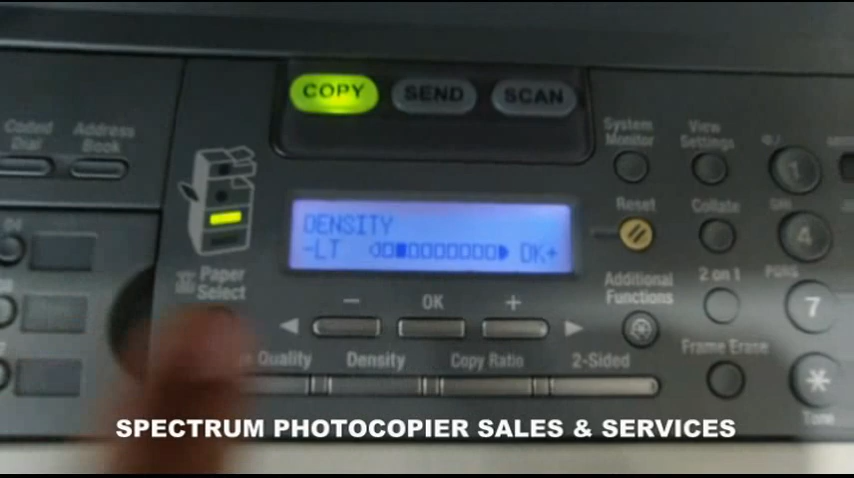 COPY SEND SCAN
Coded
Dial
Address
Book
System
Monitor
View
Settings
1
DENSITY
-LT DK+
Reset
Collate
4
Paper
Select
Additional
Functions
2 on 1
PQRS
7
− OK +
Quality Density Copy Ratio 2-Sided
Frame Erase
*
Tone
SPECTRUM PHOTOCOPIER SALES & SERVICES